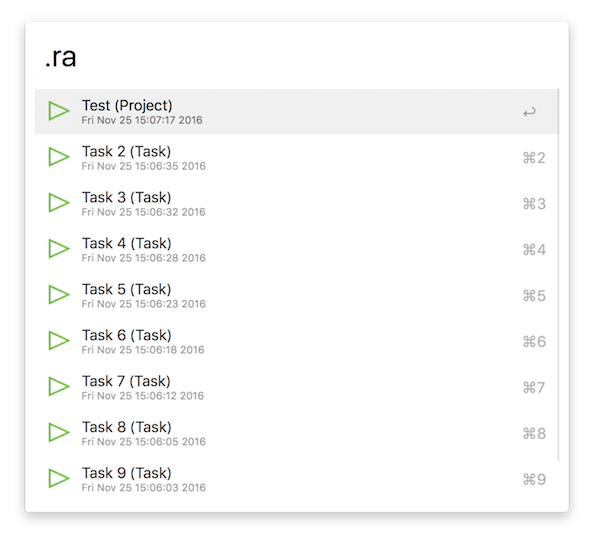 .ra
Test (Project)
Fri Nov 25 15:07:17 2016
↩
Task 2 (Task)
Fri Nov 25 15:06:35 2016
⌘2
Task 3 (Task)
Fri Nov 25 15:06:32 2016
⌘3
Task 4 (Task)
Fri Nov 25 15:06:28 2016
⌘4
Task 5 (Task)
Fri Nov 25 15:06:23 2016
⌘5
Task 6 (Task)
Fri Nov 25 15:06:18 2016
⌘6
Task 7 (Task)
Fri Nov 25 15:06:12 2016
⌘7
Task 8 (Task)
Fri Nov 25 15:06:05 2016
⌘8
Task 9 (Task)
Fri Nov 25 15:06:03 2016
⌘9